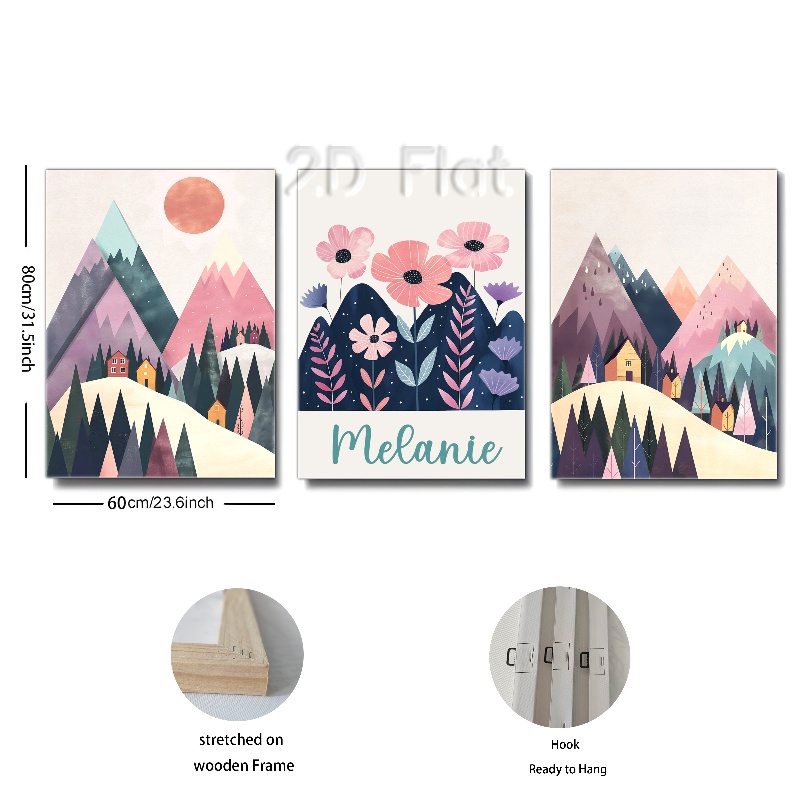 2D Flat
80cm/31.5inch
Melanie
60cm/23.6inch
stretched on
wooden Frame
Hook
Ready to Hang